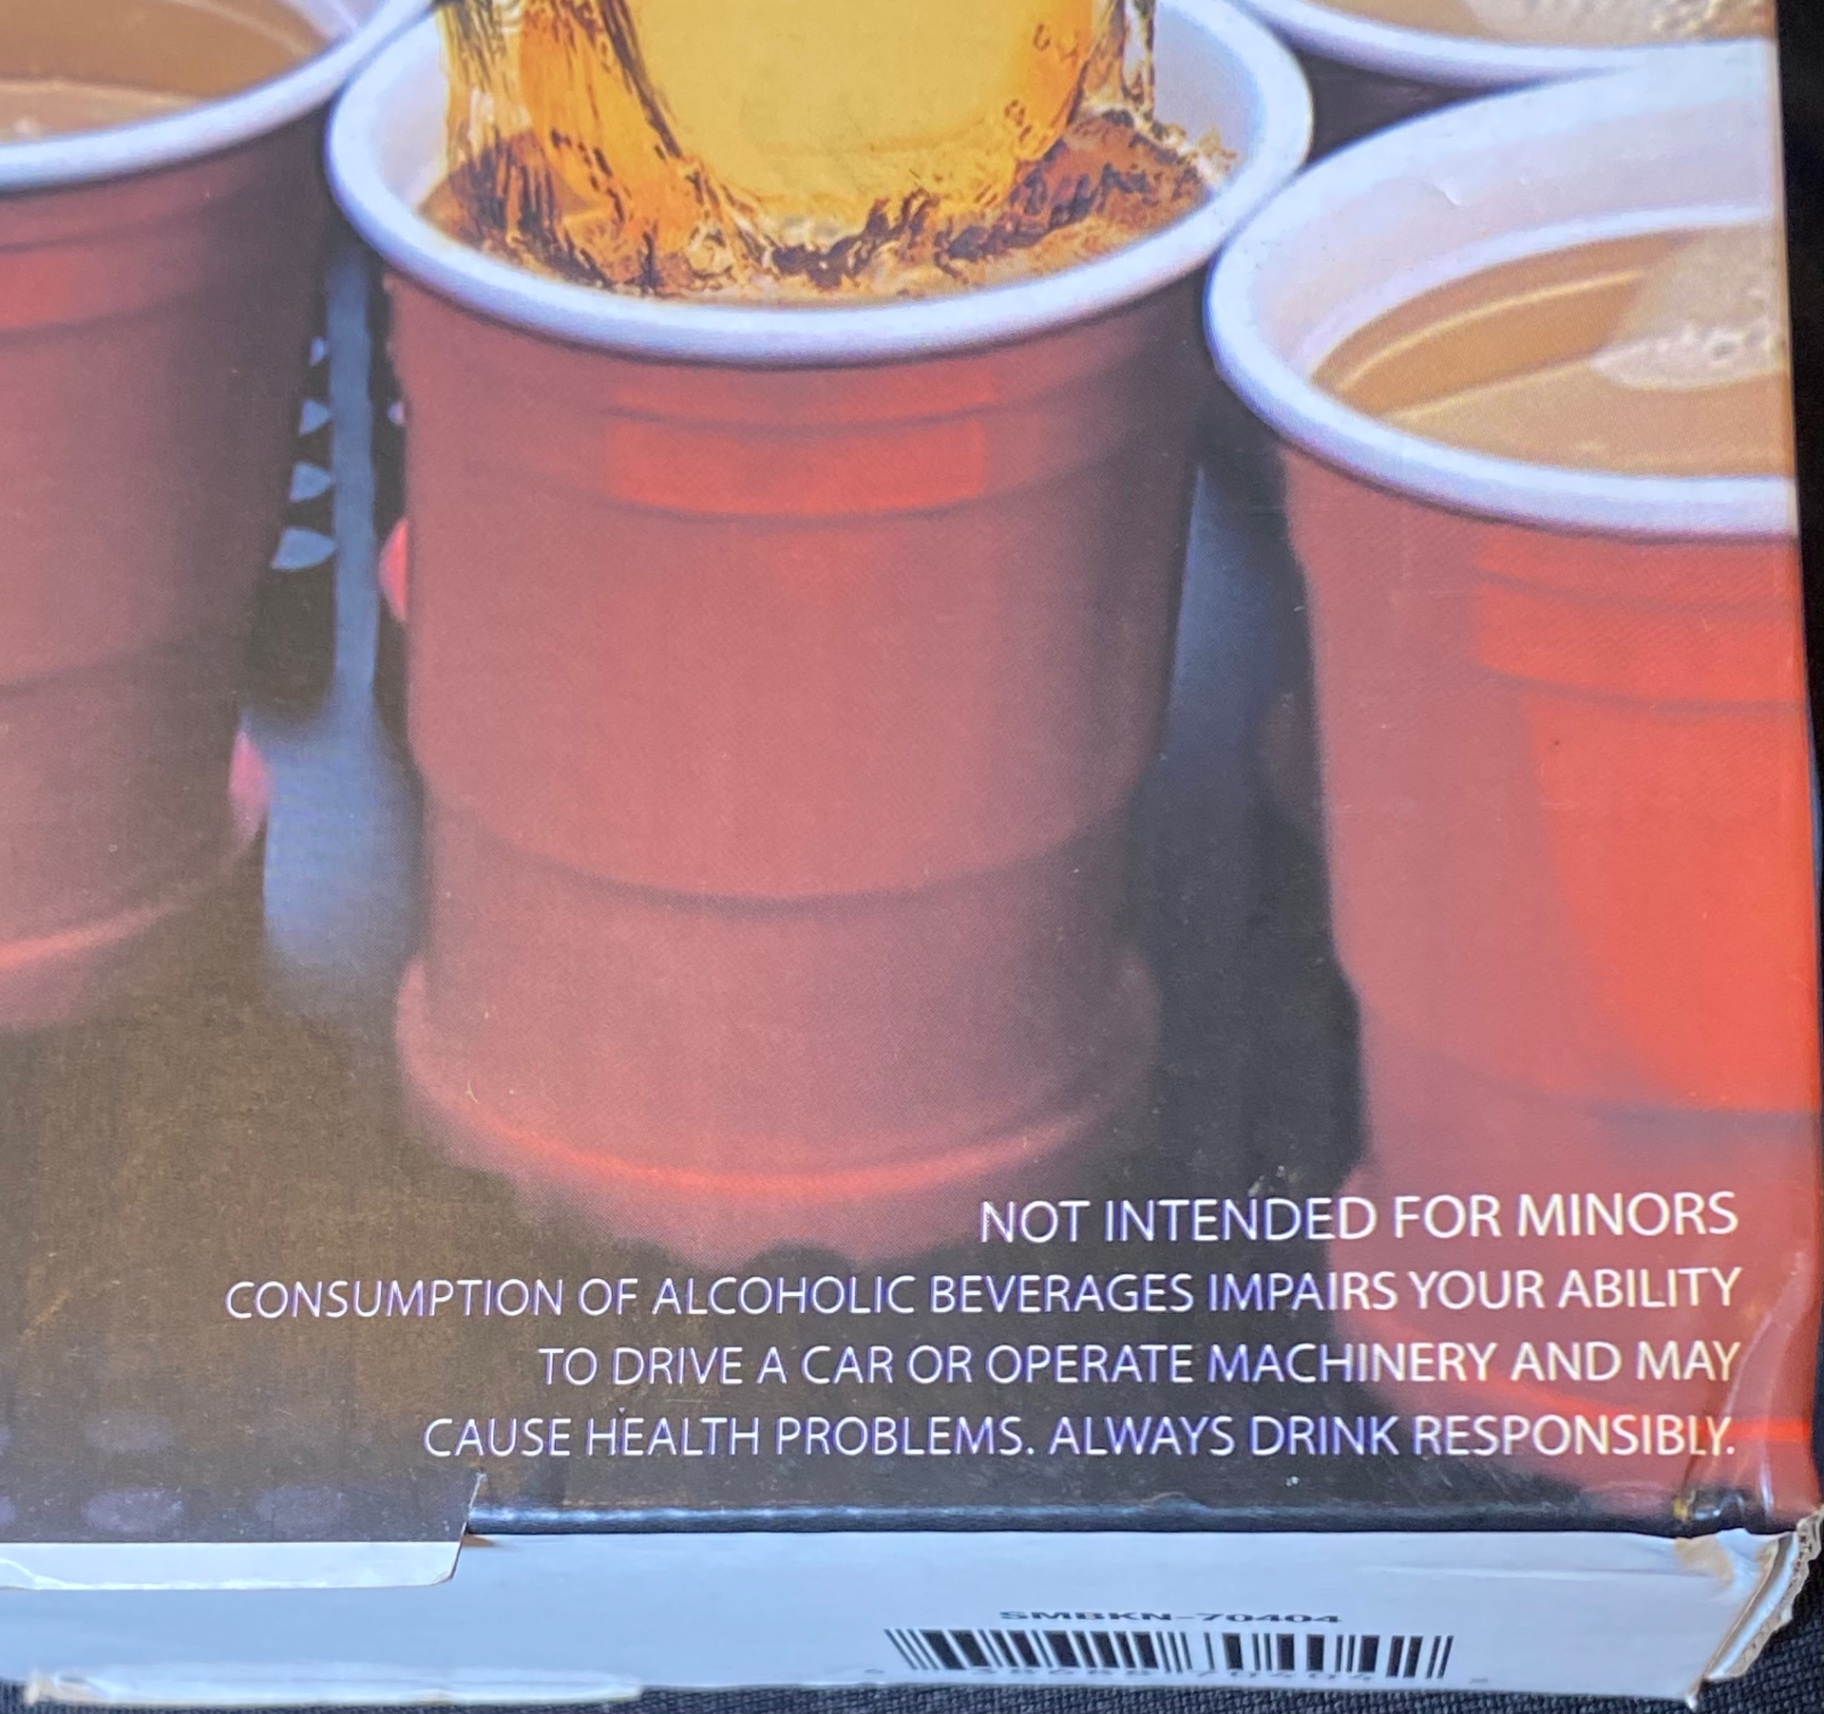 NOT INTENDED FOR MINORS
CONSUMPTION OF ALCOHOLIC BEVERAGES IMPAIRS YOUR ABILITY
TO DRIVE A CAR OR OPERATE MACHINERY AND MAY
CAUSE HEALTH PROBLEMS. ALWAYS DRINK RESPONSIBLY.
SMBKN-70404